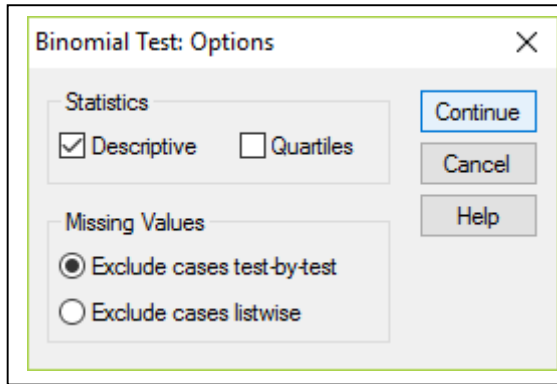 Binomial Test: Options
Statistics
Descriptive Quartiles
Missing Values
Exclude cases test-by-test
Exclude cases listwise
Continue
Cancel
Help